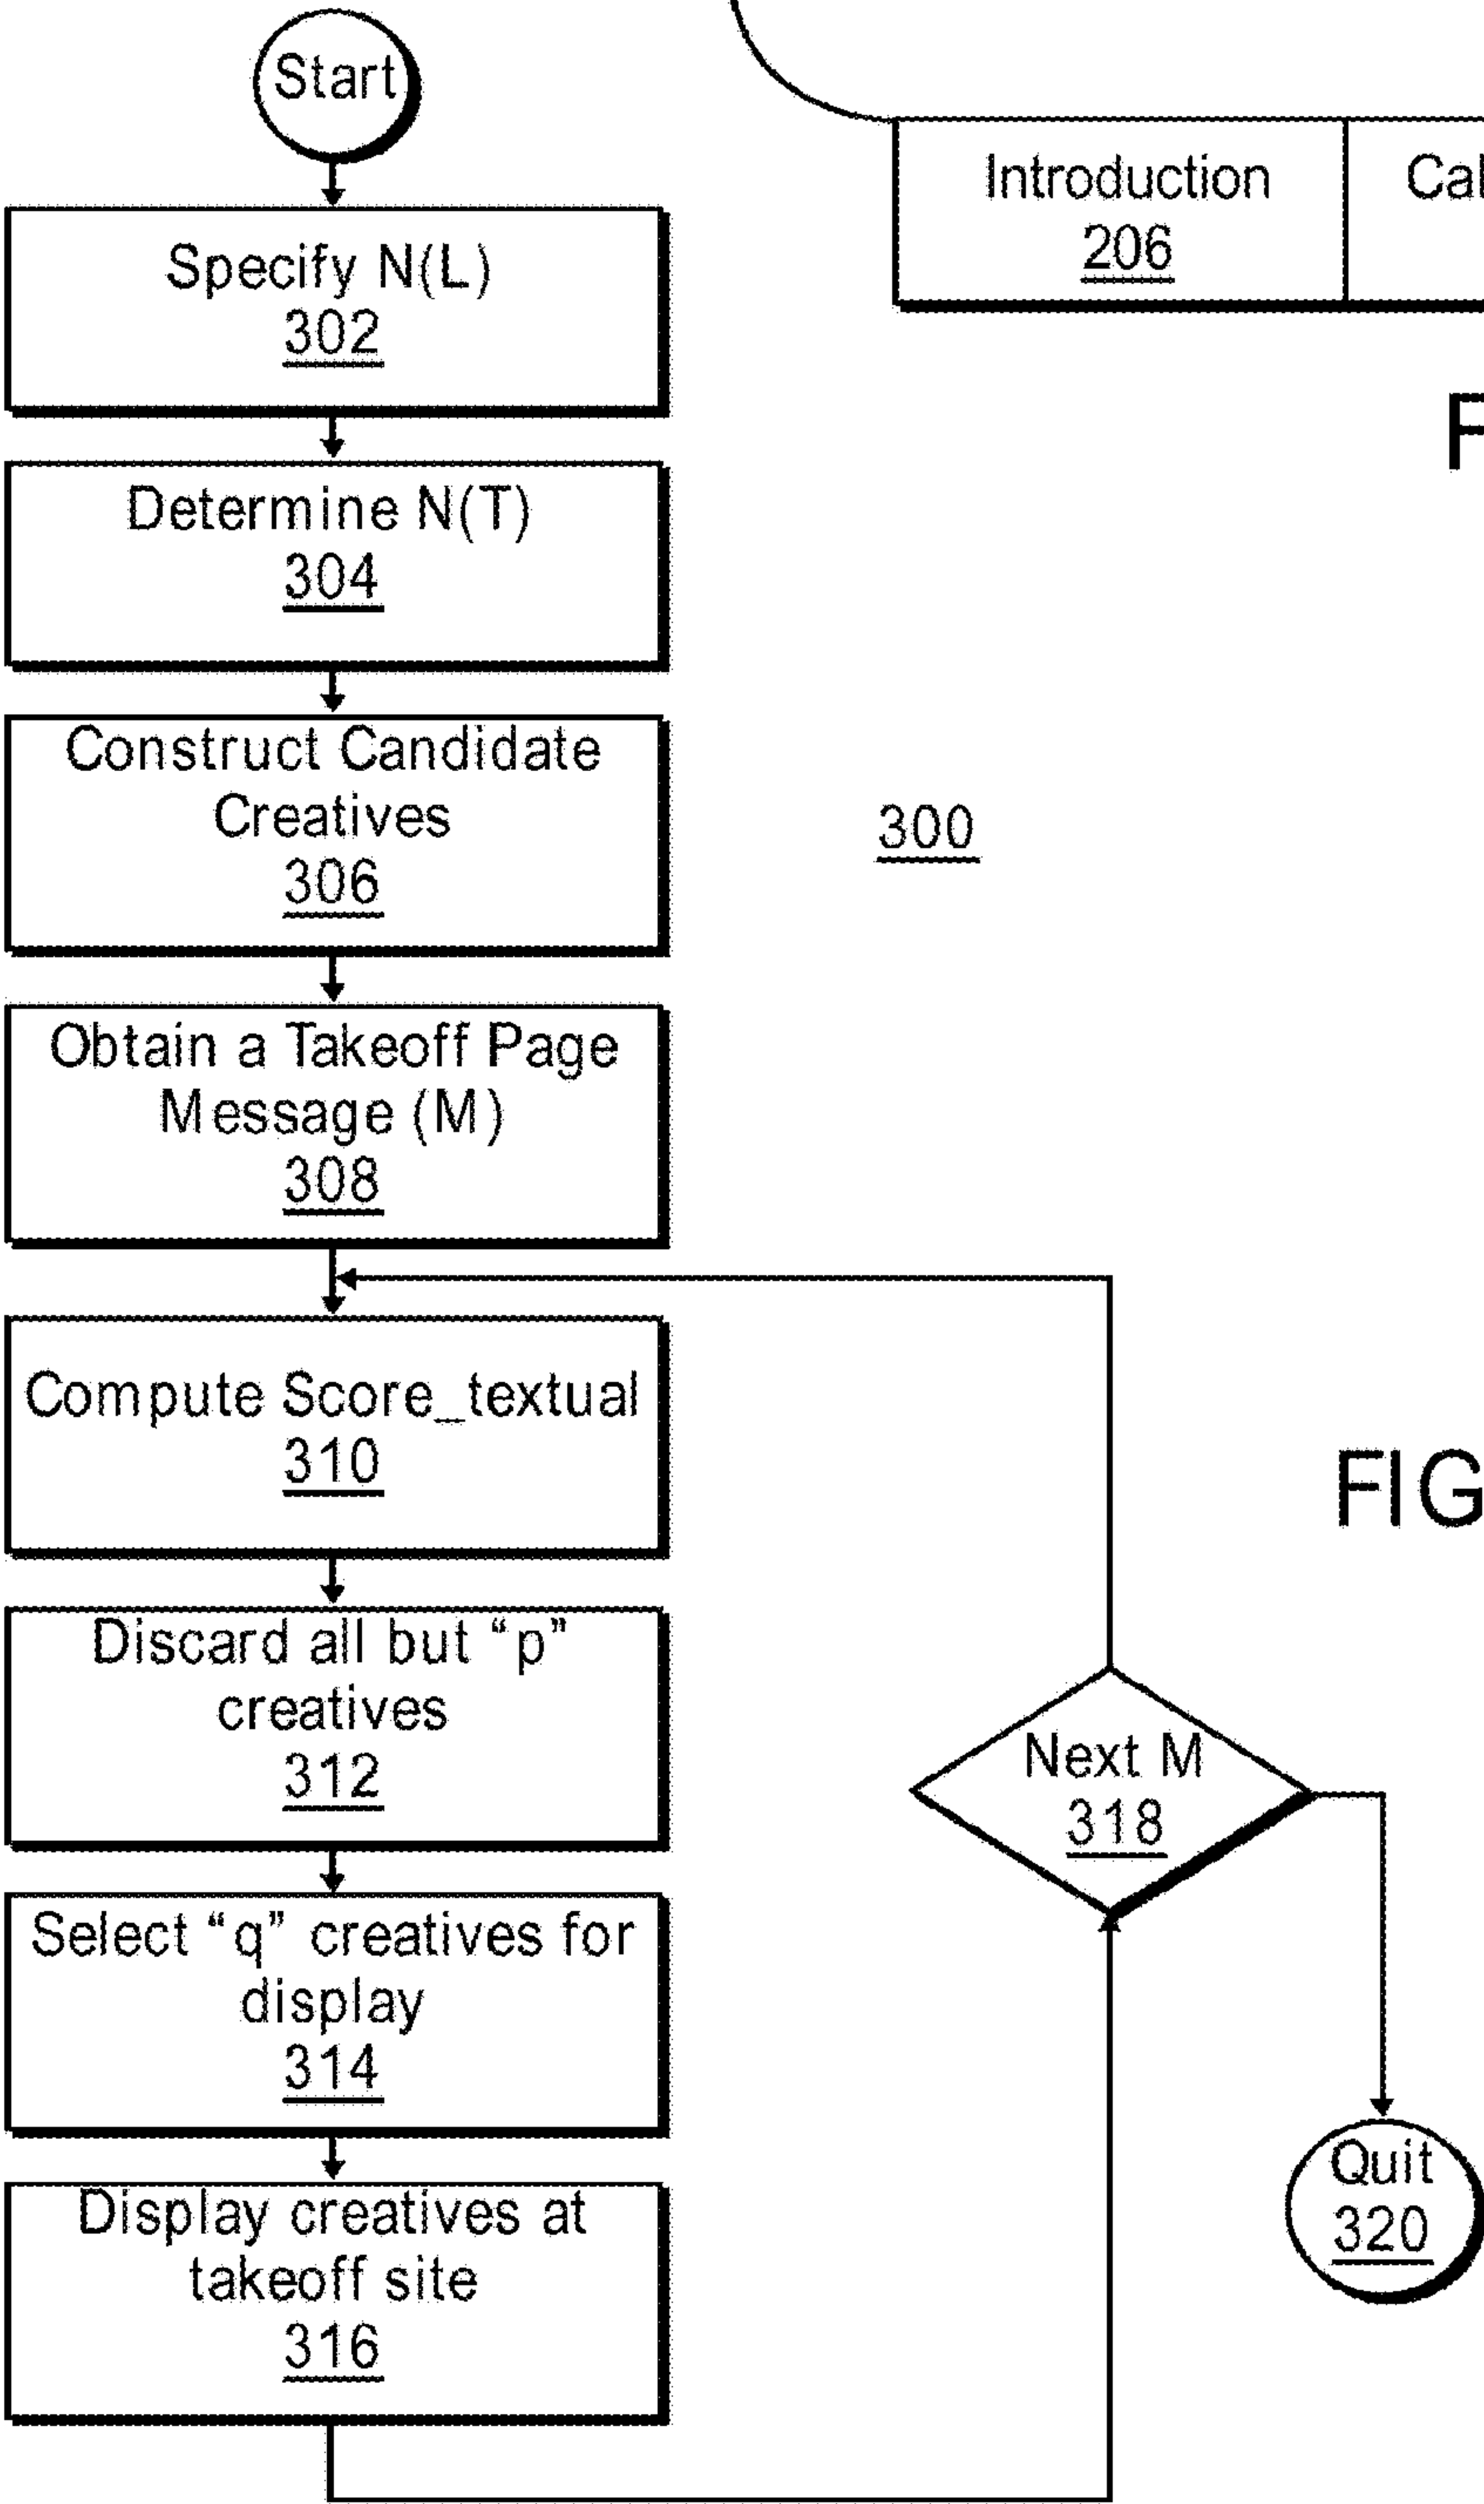 Start
Introduction
206
Specify N(L)
302
Determine N(T)
304
Construct Candidate
Creatives
306
300
Obtain a Takeoff Page
Message (M)
308
Compute Score_textual
310
FIG
Discard all but “p”
creatives
312
Next M
318
Select “q” creatives for
display
314
Quit
320
Display creatives at
takeoff site
316